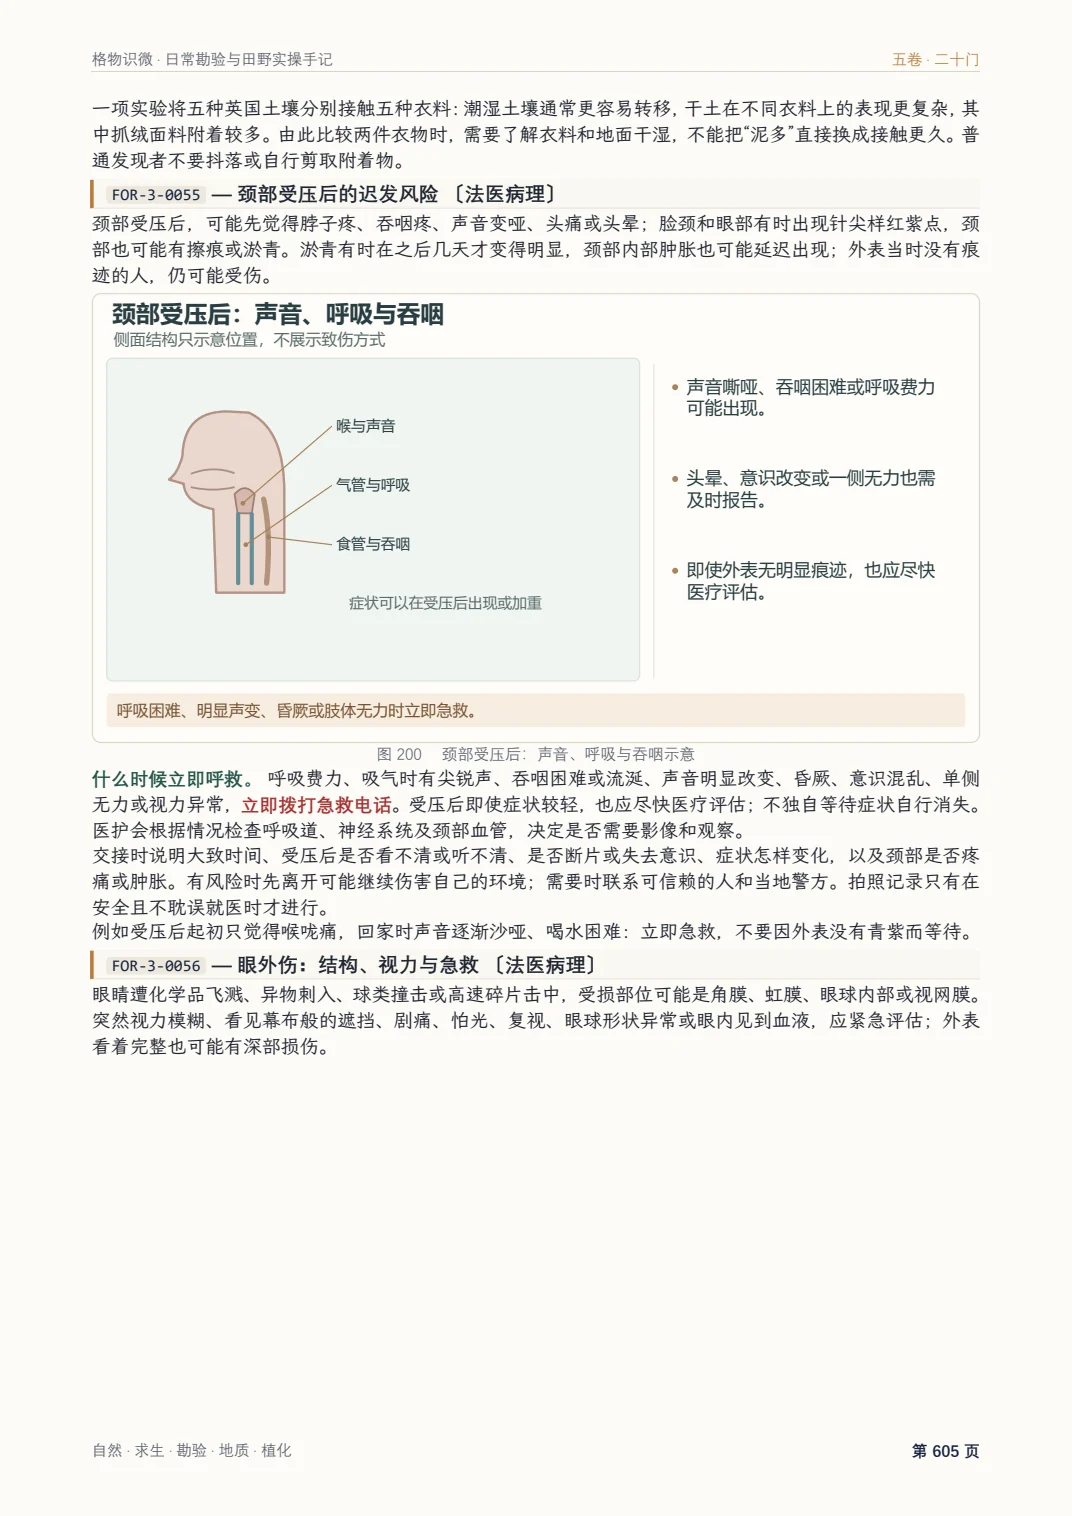 格物识微 · 日常勘验与田野实操手记
五卷 · 二十门
一项实验将五种英国土壤分别接触五种衣料：潮湿土壤通常更容易转移，干土在不同衣料上的表现更复杂，其
中抓绒面料附着较多。由此比较两件衣物时，需要了解衣料和地面干湿，不能把“泥多”直接换成接触更久。普
通发现者不要抖落或自行剪取附着物。
FOR-3-0055 — 颈部受压后的迟发风险 〔法医病理〕
颈部受压后，可能先觉得脖子疼、吞咽疼、声音变哑、头痛或头晕；脸颈和眼部有时出现针尖样红紫点，颈
部也可能有擦痕或淤青。淤青有时在之后几天才变得明显，颈部内部肿胀也可能延迟出现；外表当时没有痕
迹的人，仍可能受伤。
颈部受压后：声音、呼吸与吞咽
侧面结构只示意位置，不展示致伤方式
喉与声音
气管与呼吸
食管与吞咽
症状可以在受压后出现或加重
• 声音嘶哑、吞咽困难或呼吸费力
可能出现。
• 头晕、意识改变或一侧无力也需
及时报告。
• 即使外表无明显痕迹，也应尽快
医疗评估。
呼吸困难、明显声变、昏厥或肢体无力时立即急救。
图 200 颈部受压后：声音、呼吸与吞咽示意
什么时候立即呼救。 呼吸费力、吸气时有尖锐声、吞咽困难或流涎、声音明显改变、昏厥、意识混乱、单侧
无力或视力异常，立即拨打急救电话。受压后即使症状较轻，也应尽快医疗评估；不独自等待症状自行消失。
医护会根据情况检查呼吸道、神经系统及颈部血管，决定是否需要影像和观察。
交接时说明大致时间、受压后是否看不清或听不清、是否断片或失去意识、症状怎样变化，以及颈部是否疼
痛或肿胀。有风险时先离开可能继续伤害自己的环境；需要时联系可信赖的人和当地警方。拍照记录只有在
安全且不耽误就医时才进行。
例如受压后起初只觉得喉咙痛，回家时声音逐渐沙哑、喝水困难：立即急救，不要因外表没有青紫而等待。
FOR-3-0056 — 眼外伤：结构、视力与急救 〔法医病理〕
眼睛遭化学品飞溅、异物刺入、球类撞击或高速碎片击中，受损部位可能是角膜、虹膜、眼球内部或视网膜。
突然视力模糊、看见幕布般的遮挡、剧痛、怕光、复视、眼球形状异常或眼内见到血液，应紧急评估；外表
看着完整也可能有深部损伤。
自然 · 求生 · 勘验 · 地质 · 植化
第 605 页